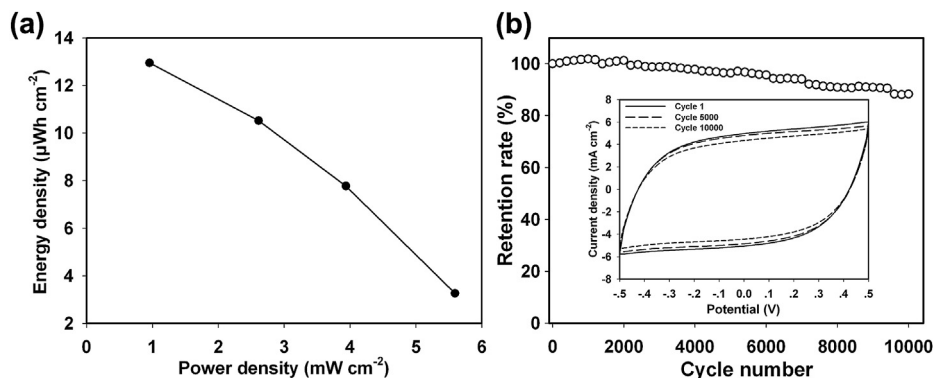 (a)
14
12
10
8
6
4
2
Energy density (µWh cm⁻²)
0 1 2 3 4 5 6
Power density (mW cm⁻²)
(b)
100
80
60
40
20
0
Retention rate (%)
0 2000 4000 6000 8000 10000
Cycle number
Cycle 1
Cycle 5000
Cycle 10000
8
6
4
2
0
-2
-4
-6
-8
Current density (mA cm⁻²)
-.5 -.4 -.3 -.2 -.1 0.0 .1 .2 .3 .4 .5
Potential (V)